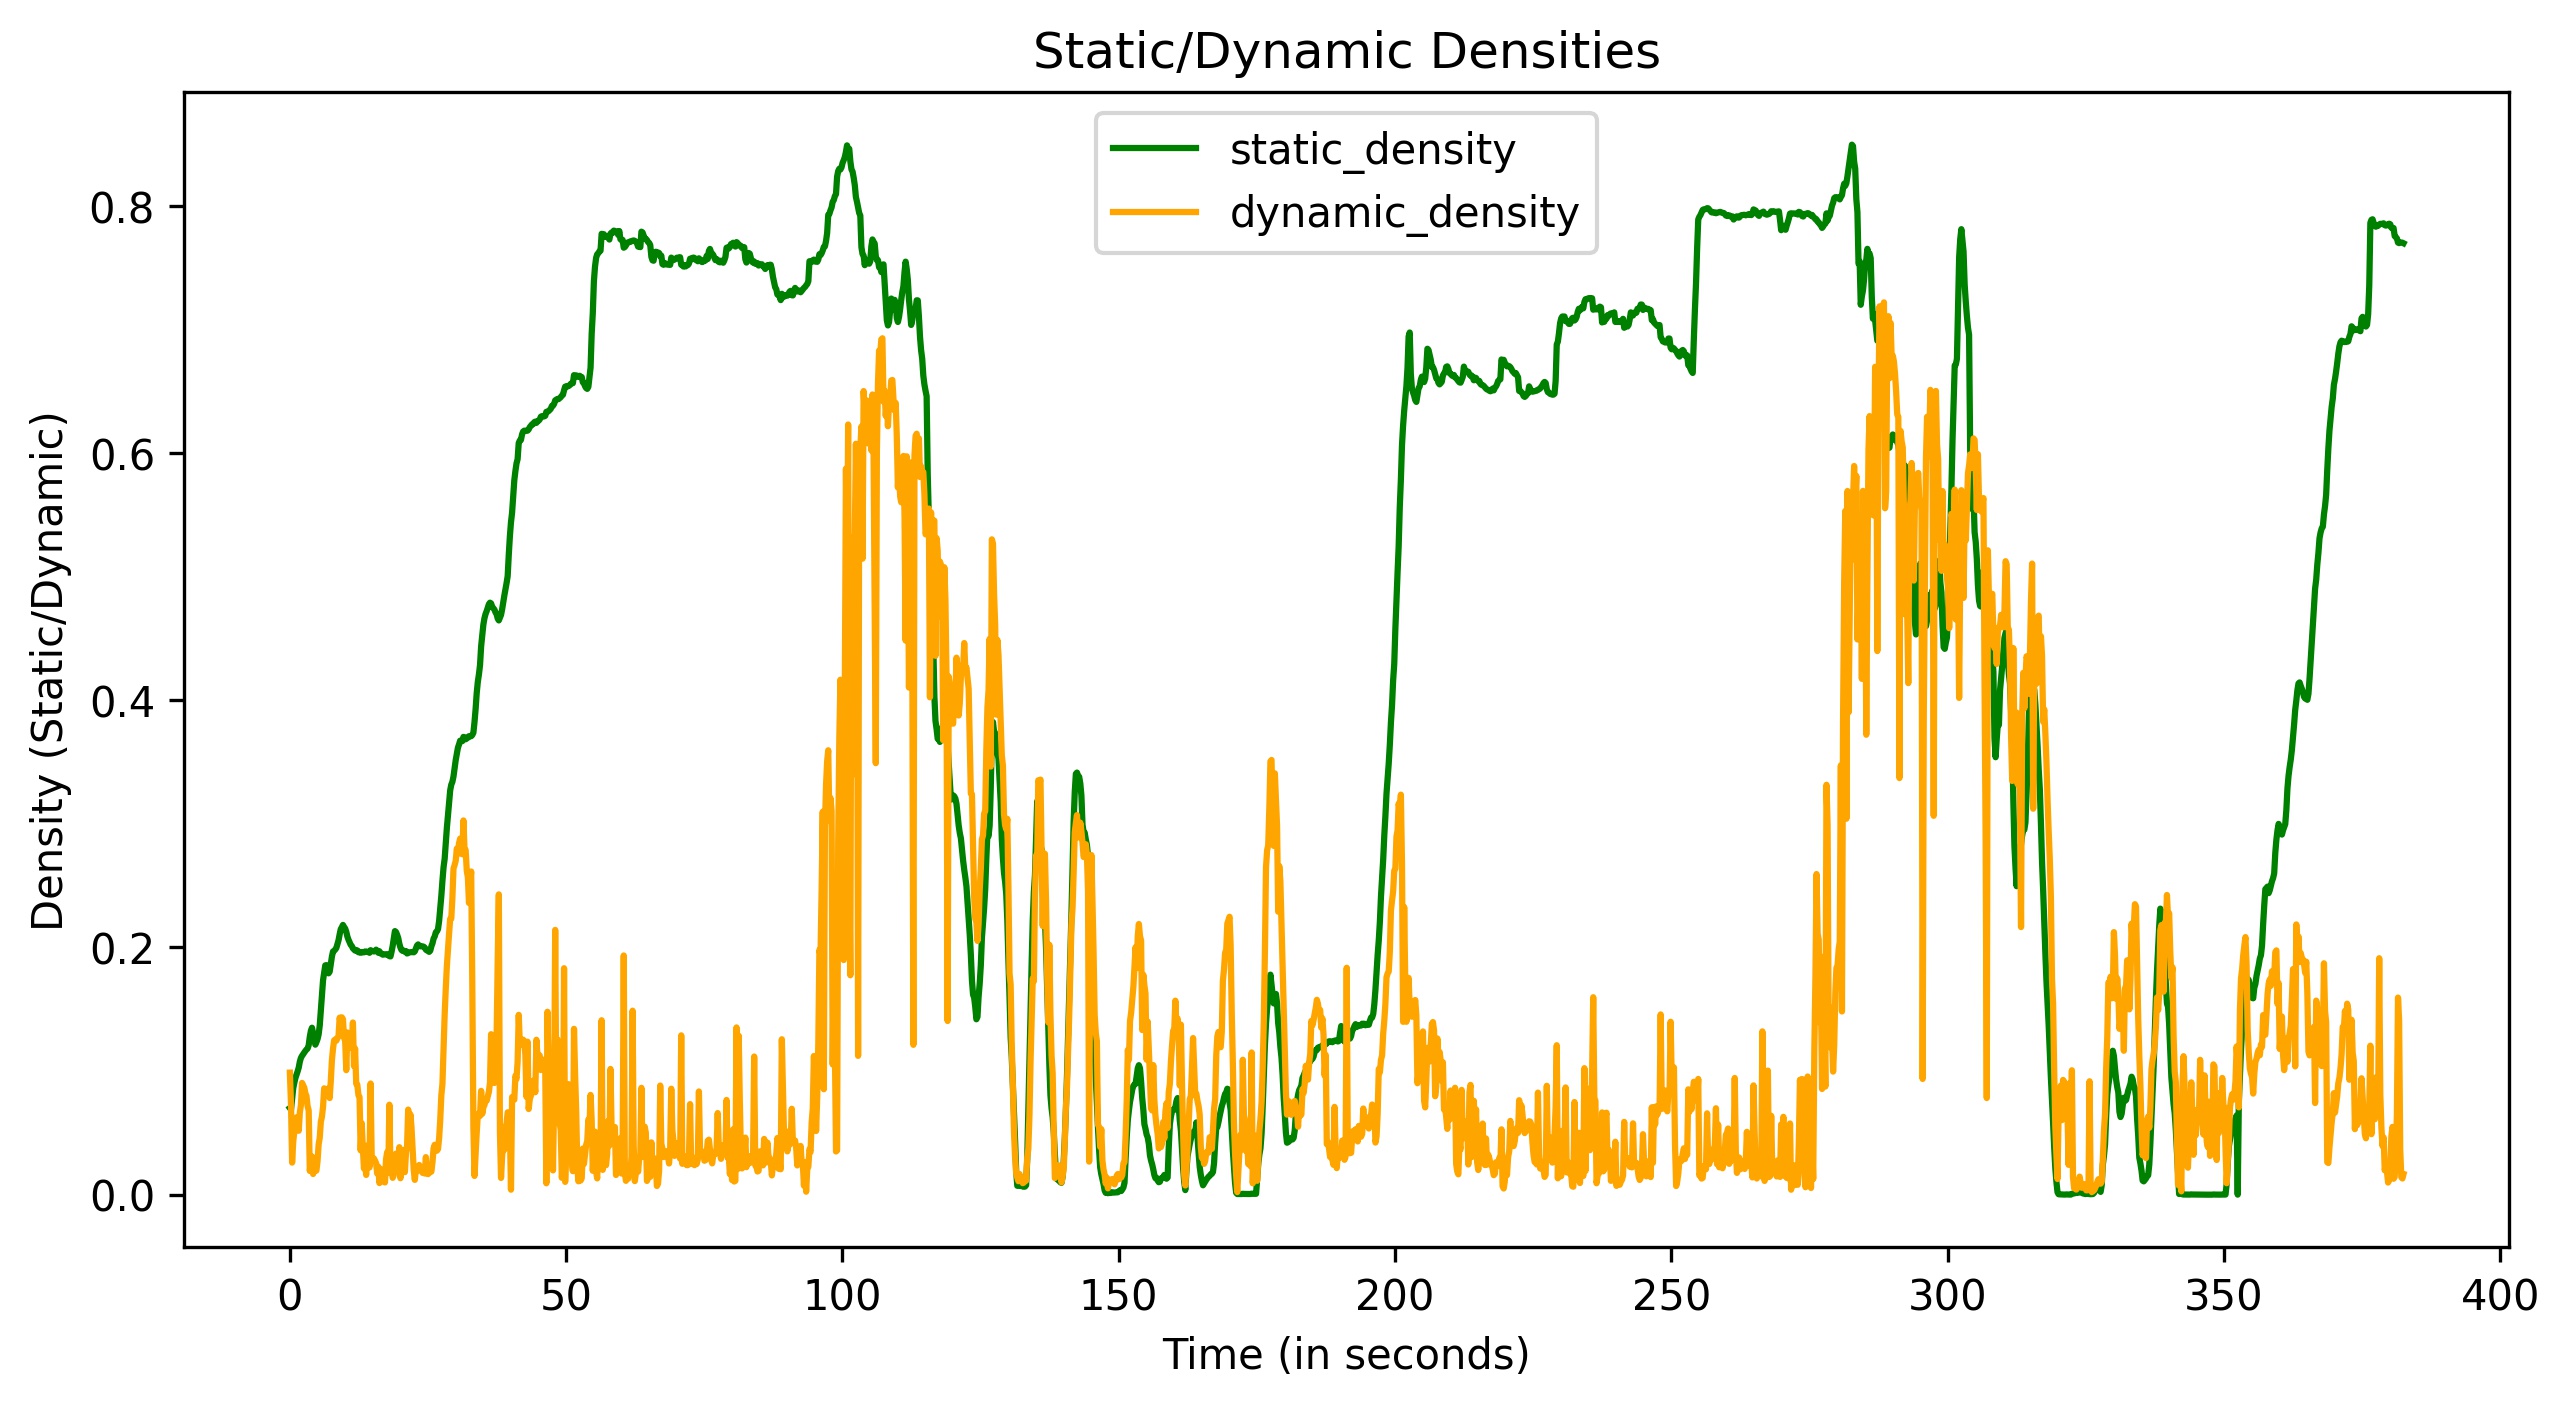 Static/Dynamic Densities
static_density
dynamic_density
Density (Static/Dynamic)
0.8
0.6
0.4
0.2
0.0
0 50 100 150 200 250 300 350 400
Time (in seconds)